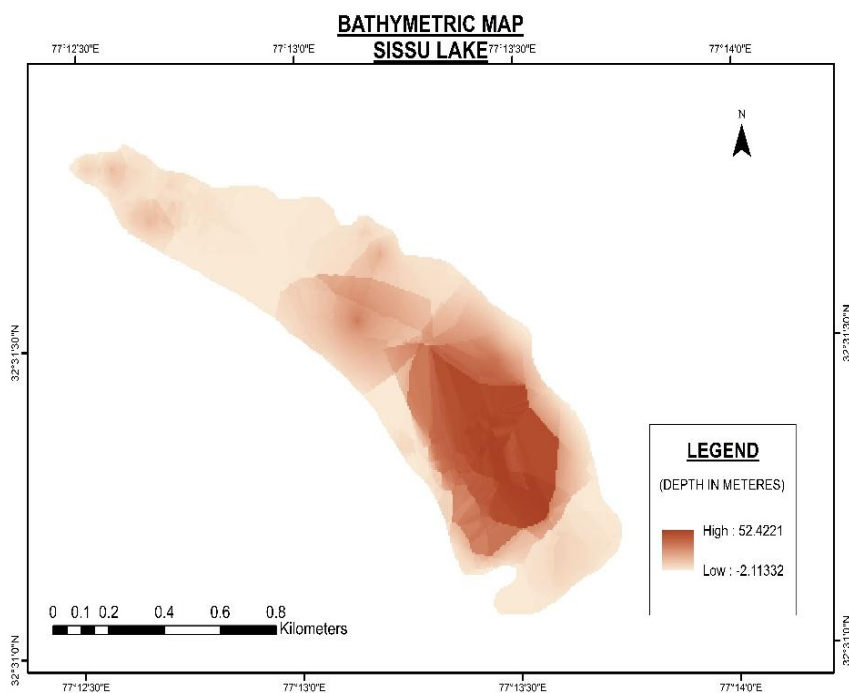 BATHYMETRIC MAP
SISSU LAKE
77°12'30"E 77°13'0"E 77°13'30"E 77°14'0"E
N
32°31'30"N
32°31'30"N
LEGEND
(DEPTH IN METERES)
High : 52.4221
Low : -2.11332
0 0.1 0.2 0.4 0.6 0.8
Kilometers
32°31'0"N
32°31'0"N
77°12'30"E 77°13'0"E 77°13'30"E 77°14'0"E